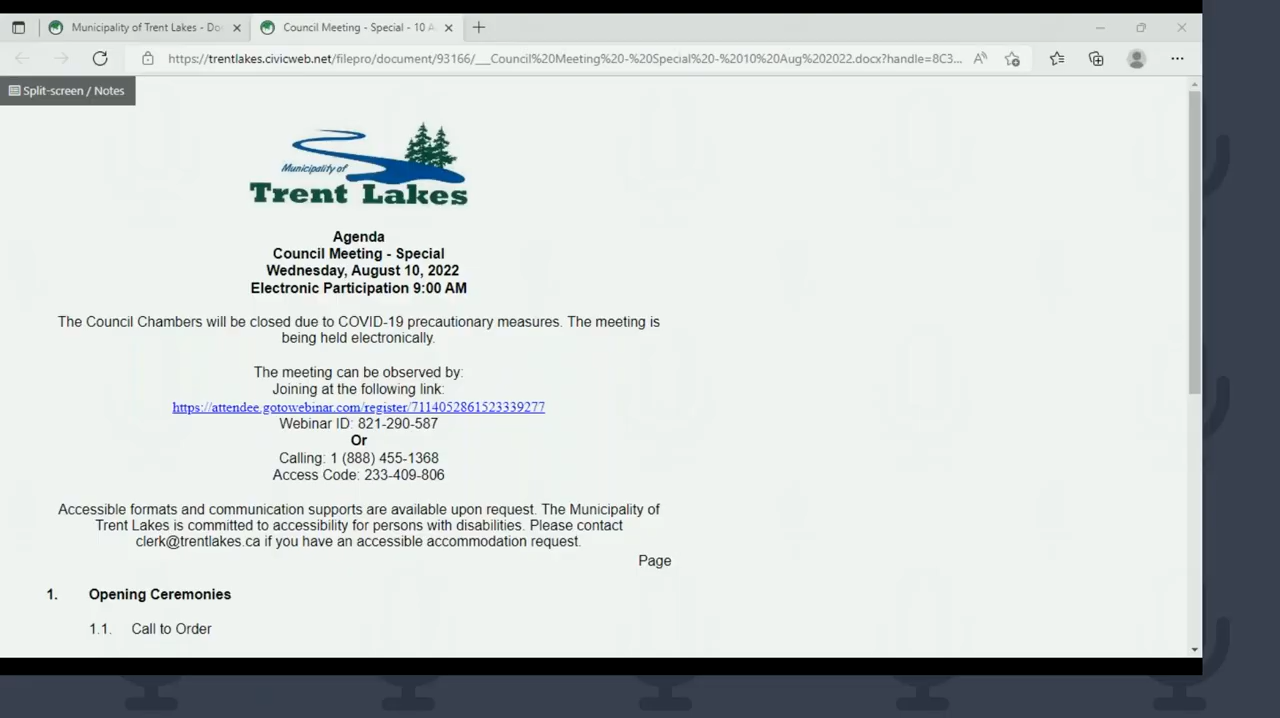 Municipality of Trent Lakes - Do
Council Meeting - Special - 10 A
https://trentlakes.civicweb.net/filepro/document/93166/___Council%20Meeting%20-%20Special%20-%2010%20Aug%202022.docx?handle=8C3...
Split-screen / Notes
Municipality of
Trent Lakes
Agenda
Council Meeting - Special
Wednesday, August 10, 2022
Electronic Participation 9:00 AM
The Council Chambers will be closed due to COVID-19 precautionary measures. The meeting is
being held electronically.
The meeting can be observed by:
Joining at the following link:
https://attendee.gotowebinar.com/register/7114052861523339277
Webinar ID: 821-290-587
Or
Calling: 1 (888) 455-1368
Access Code: 233-409-806
Accessible formats and communication supports are available upon request. The Municipality of
Trent Lakes is committed to accessibility for persons with disabilities. Please contact
clerk@trentlakes.ca if you have an accessible accommodation request.
Page
1. Opening Ceremonies
1.1. Call to Order